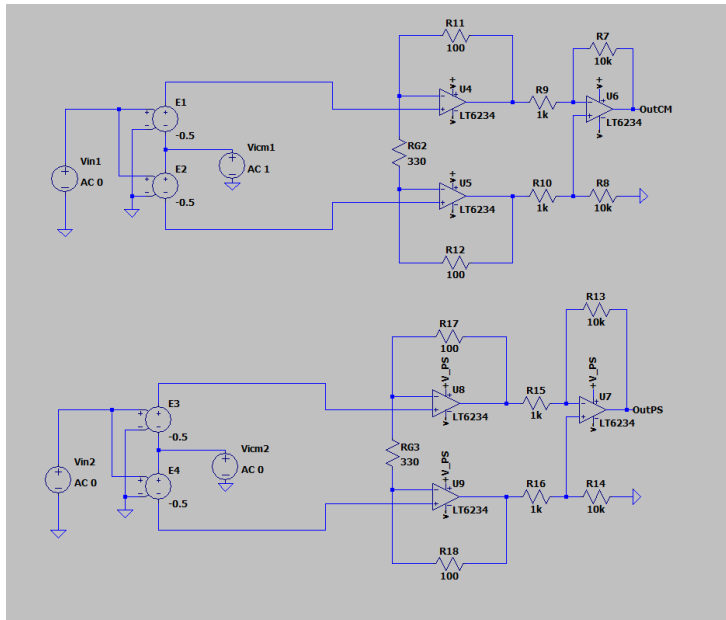 R11
100
R7
10k
V+
V+
U4
R9
U6
E1
OutCM
LT6234
1k
LT6234
V-
V-
-0.5
RG2
330
Vicm1
Vin1
E2
AC 1
V+
AC 0
U5
R10
R8
-0.5
LT6234
1k
10k
V-
R12
100
R13
10k
R17
100
+V_PS
+V_PS
U8
R15
U7
E3
OutPS
LT6234
1k
LT6234
V-
V-
-0.5
RG3
330
Vicm2
+V_PS
Vin2
E4
AC 0
AC 0
U9
R16
R14
-0.5
LT6234
1k
10k
V-
R18
100